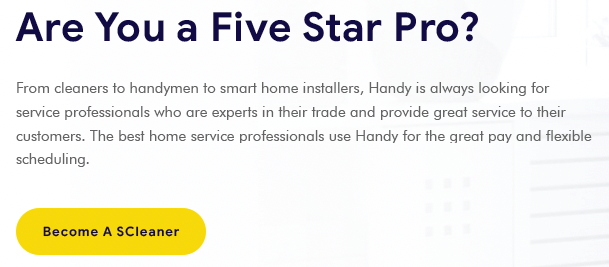 Are You a Five Star Pro?
From cleaners to handymen to smart home installers, Handy is always looking for
service professionals who are experts in their trade and provide great service to their
customers. The best home service professionals use Handy for the great pay and flexible
scheduling.
Become A SCleaner